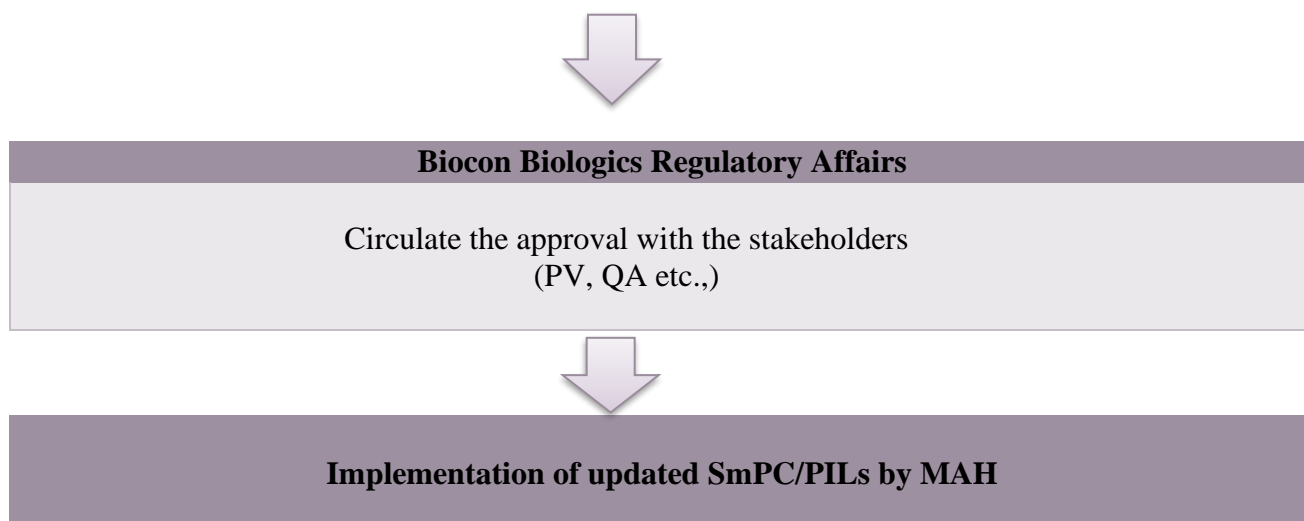 Biocon Biologics Regulatory Affairs
Circulate the approval with the stakeholders
(PV, QA etc.,)
Implementation of updated SmPC/PILs by MAH